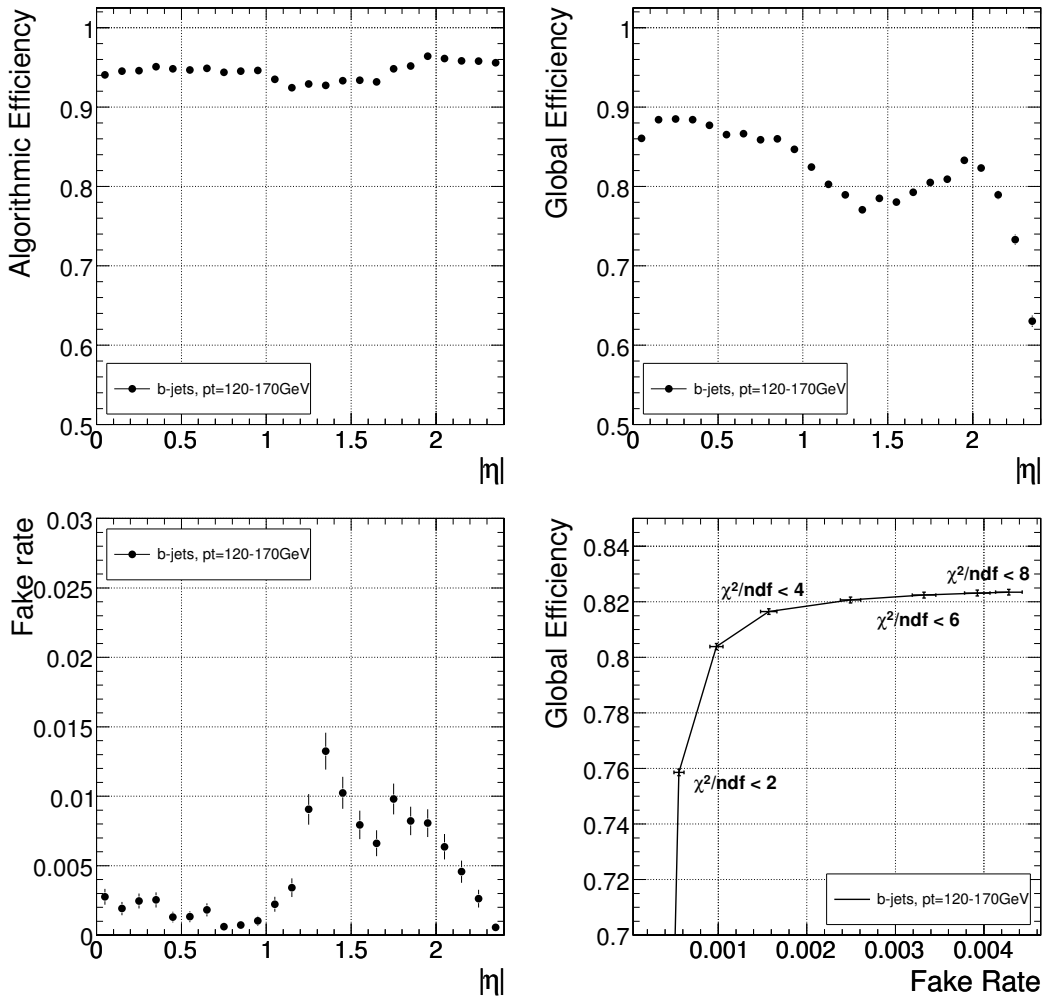 Algorithmic Efficiency
1
0.9
0.8
0.7
0.6
0.5
0 0.5 1 1.5 2
|η|
b-jets, pt=120-170GeV
Global Efficiency
1
0.9
0.8
0.7
0.6
0.5
0 0.5 1 1.5 2
|η|
b-jets, pt=120-170GeV
Fake rate
0.03
0.025
0.02
0.015
0.01
0.005
0
0 0.5 1 1.5 2
|η|
b-jets, pt=120-170GeV
Global Efficiency
0.84
0.82
0.8
0.78
0.76
0.74
0.72
0.7
0.001 0.002 0.003 0.004
Fake Rate
χ²/ndf < 8
χ²/ndf < 4
χ²/ndf < 6
χ²/ndf < 2
b-jets, pt=120-170GeV